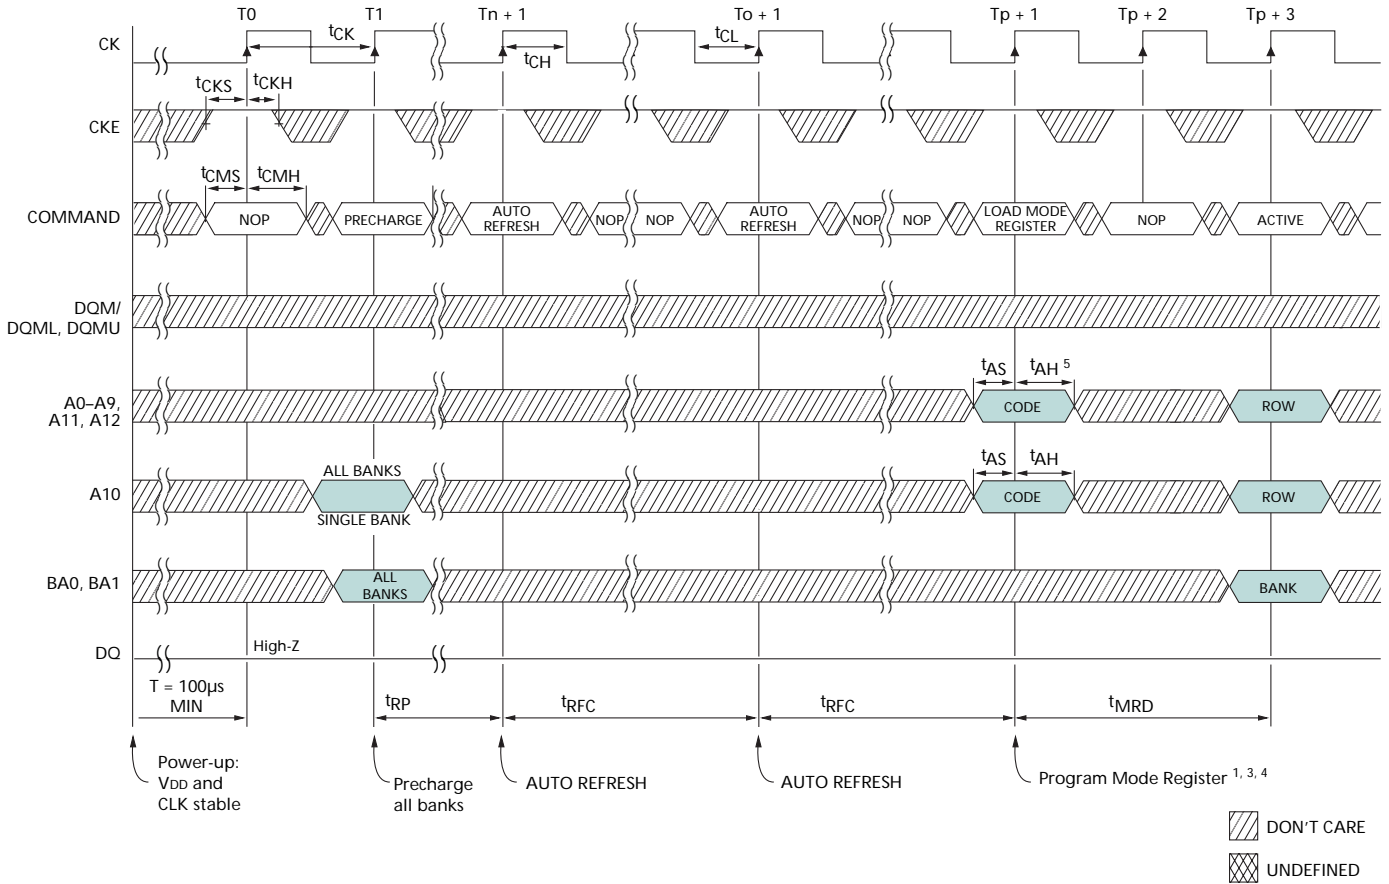 T0 T1 Tn + 1 To + 1 Tp + 1 Tp + 2 Tp + 3
CK
tCK
tCH
tCL
tCKS tCKH
CKE
tCMS tCMH
COMMAND
NOP PRECHARGE AUTO REFRESH NOP NOP AUTO REFRESH NOP NOP LOAD MODE REGISTER NOP ACTIVE
DQM/
DQML, DQMU
tAS tAH 5
A0–A9,
A11, A12
CODE ROW
ALL BANKS
tAS tAH
A10
CODE ROW
SINGLE BANK
BA0, BA1
ALL
BANKS
BANK
High-Z
DQ
T = 100µs
MIN
tRP tRFC tRFC tMRD
Power-up:
VDD and
CLK stable
Precharge
all banks
AUTO REFRESH
AUTO REFRESH
Program Mode Register 1, 3, 4
DON'T CARE
UNDEFINED